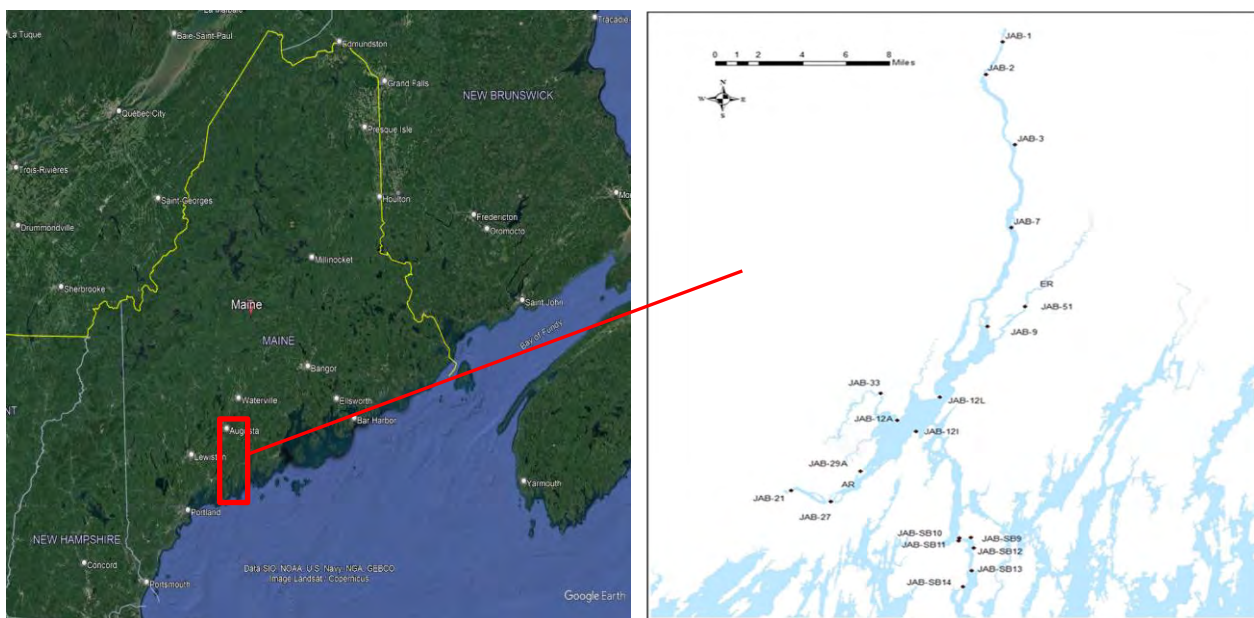 La Tuque
Baie-Saint-Paul
Tracadie
Edmundston
Grand Falls
NEW BRUNSWICK
Québec City
Presque Isle
Trois-Rivières
Saint-Georges
Houlton
Fredericton
Oromocto
Drummondville
Millinocket
Sherbrooke
Maine
Saint John
MAINE
Bay of Fundy
Bangor
Waterville
Ellsworth
Augusta
Bar Harbor
Lewiston
Yarmouth
Portland
NEW HAMPSHIRE
Concord
Portsmouth
Data SIO, NOAA, U.S. Navy, NGA, GEBCO
Image Landsat / Copernicus
Google Earth
0 2 4 6 8
Miles
N
W E
S
JAB-1
JAB-2
JAB-3
JAB-7
ER
JAB-51
JAB-9
JAB-33
JAB-12L
JAB-12A
JAB-12I
JAB-29A
JAB-21
AR
JAB-27
JAB-SB10
JAB-SB9
JAB-SB11
JAB-SB12
JAB-SB13
JAB-SB14